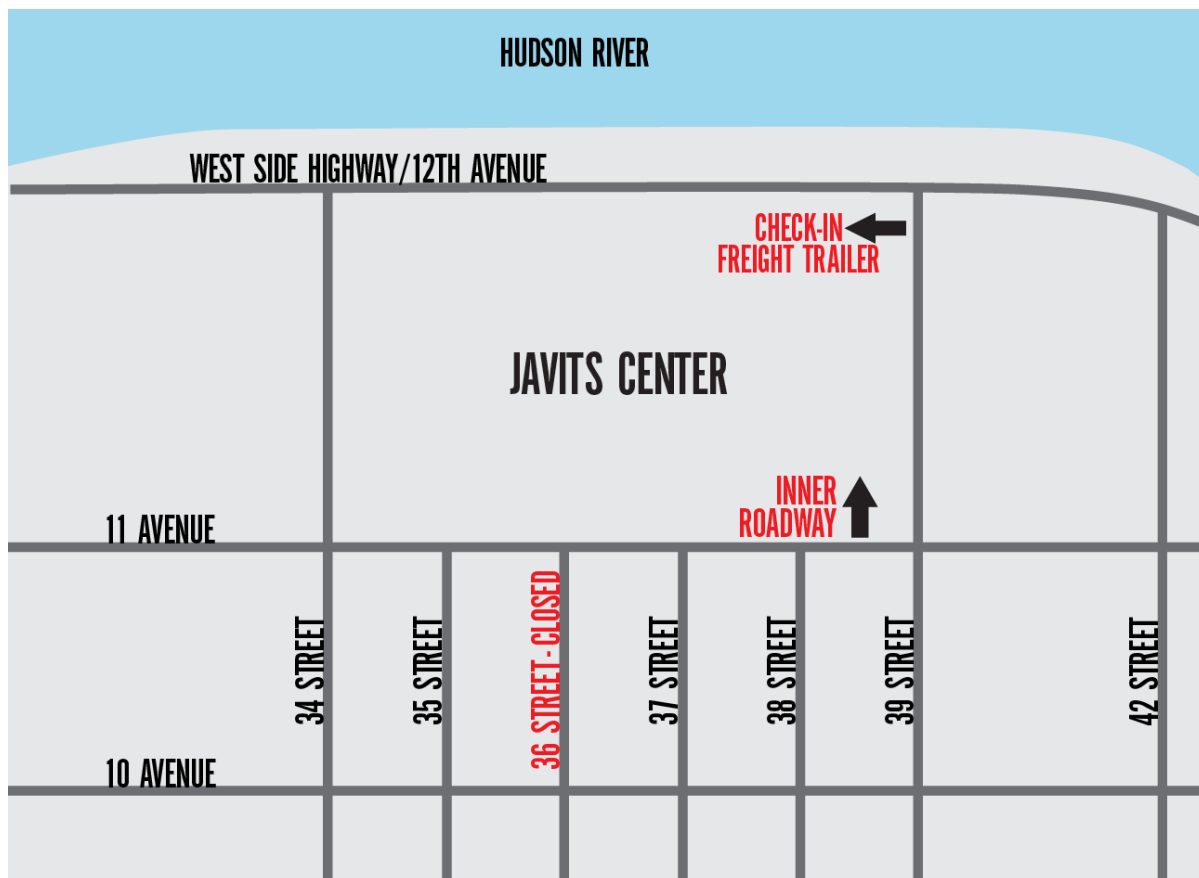 HUDSON RIVER
WEST SIDE HIGHWAY/12TH AVENUE
CHECK-IN
FREIGHT TRAILER
JAVITS CENTER
INNER
ROADWAY
11 AVENUE
34 STREET
35 STREET
36 STREET - CLOSED
37 STREET
38 STREET
39 STREET
42 STREET
10 AVENUE